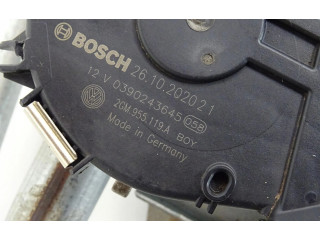 BOSCH 26.10.2020 21
12 V 0390243645 058
2GM.955.119.A BOY
Made in Germany